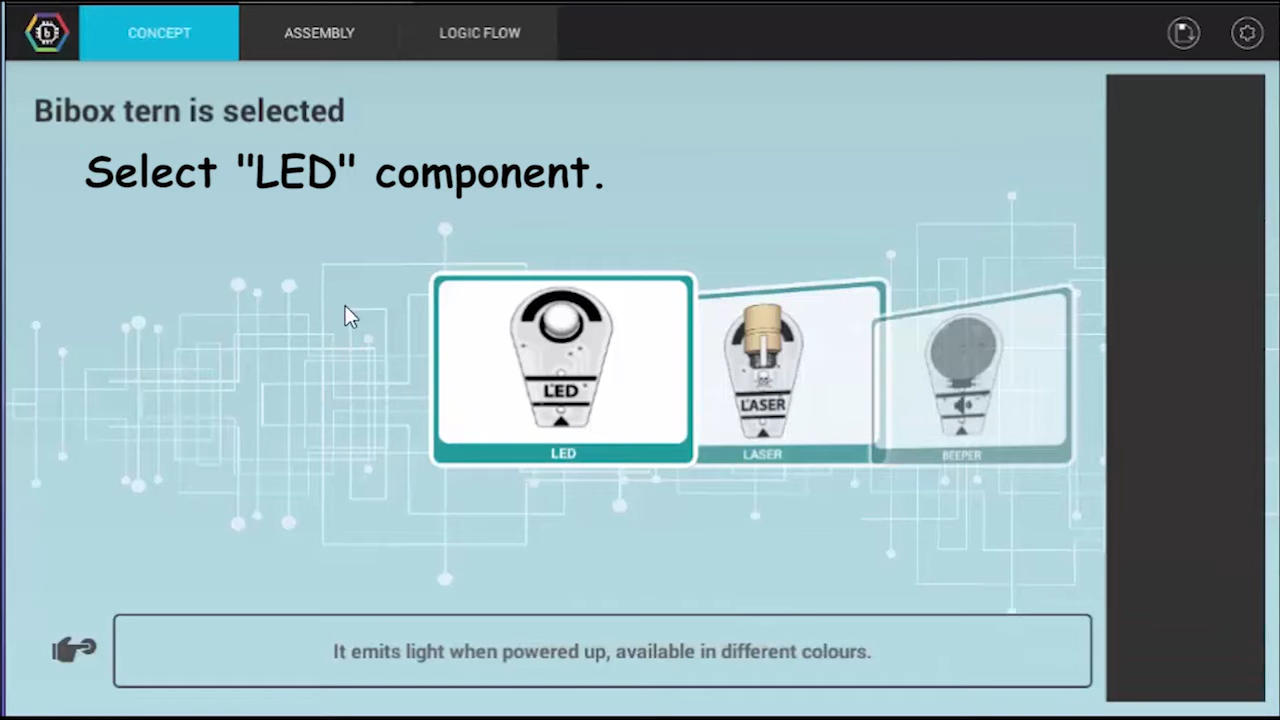 b
CONCEPT
ASSEMBLY
LOGIC FLOW
Bibox tern is selected
Select "LED" component.
LED
LED
LASER
LASER
BEEPER
It emits light when powered up, available in different colours.